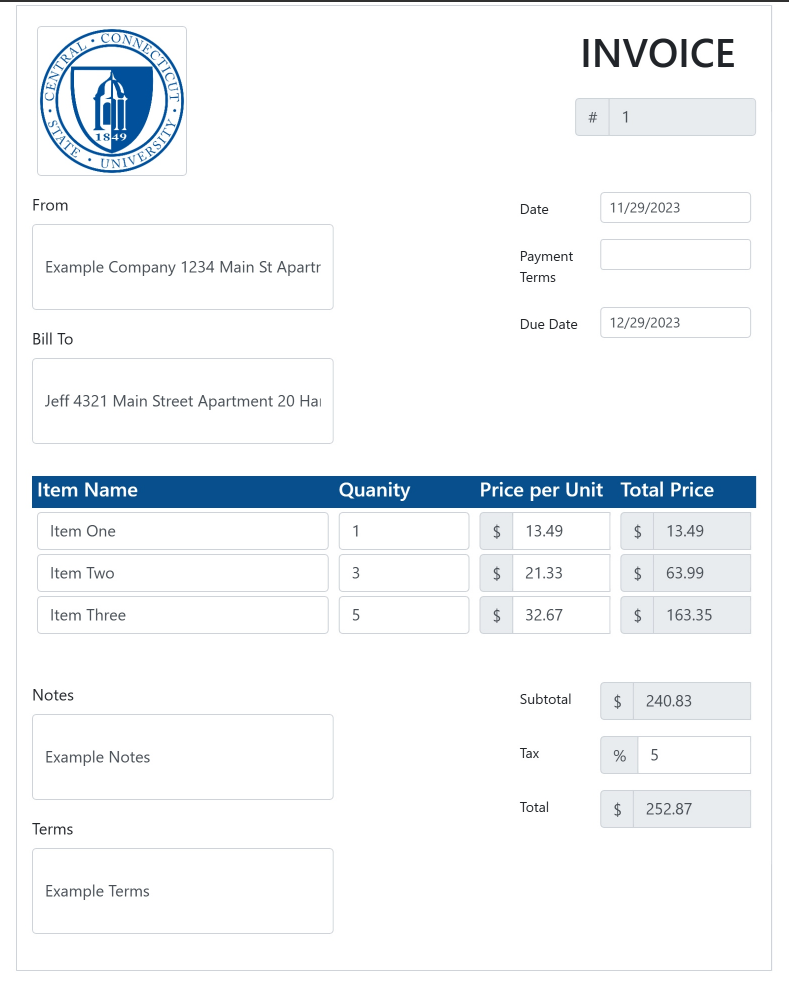 CENTRAL · CONNECTICUT · STATE · UNIVERSITY
1849
INVOICE
# 1
From
Date 11/29/2023
Example Company 1234 Main St Apartr
Payment
Terms
Due Date 12/29/2023
Bill To
Jeff 4321 Main Street Apartment 20 Har
Item Name Quanity Price per Unit Total Price
Item One 1 $ 13.49 $ 13.49
Item Two 3 $ 21.33 $ 63.99
Item Three 5 $ 32.67 $ 163.35
Notes
Subtotal $ 240.83
Example Notes
Tax % 5
Total $ 252.87
Terms
Example Terms